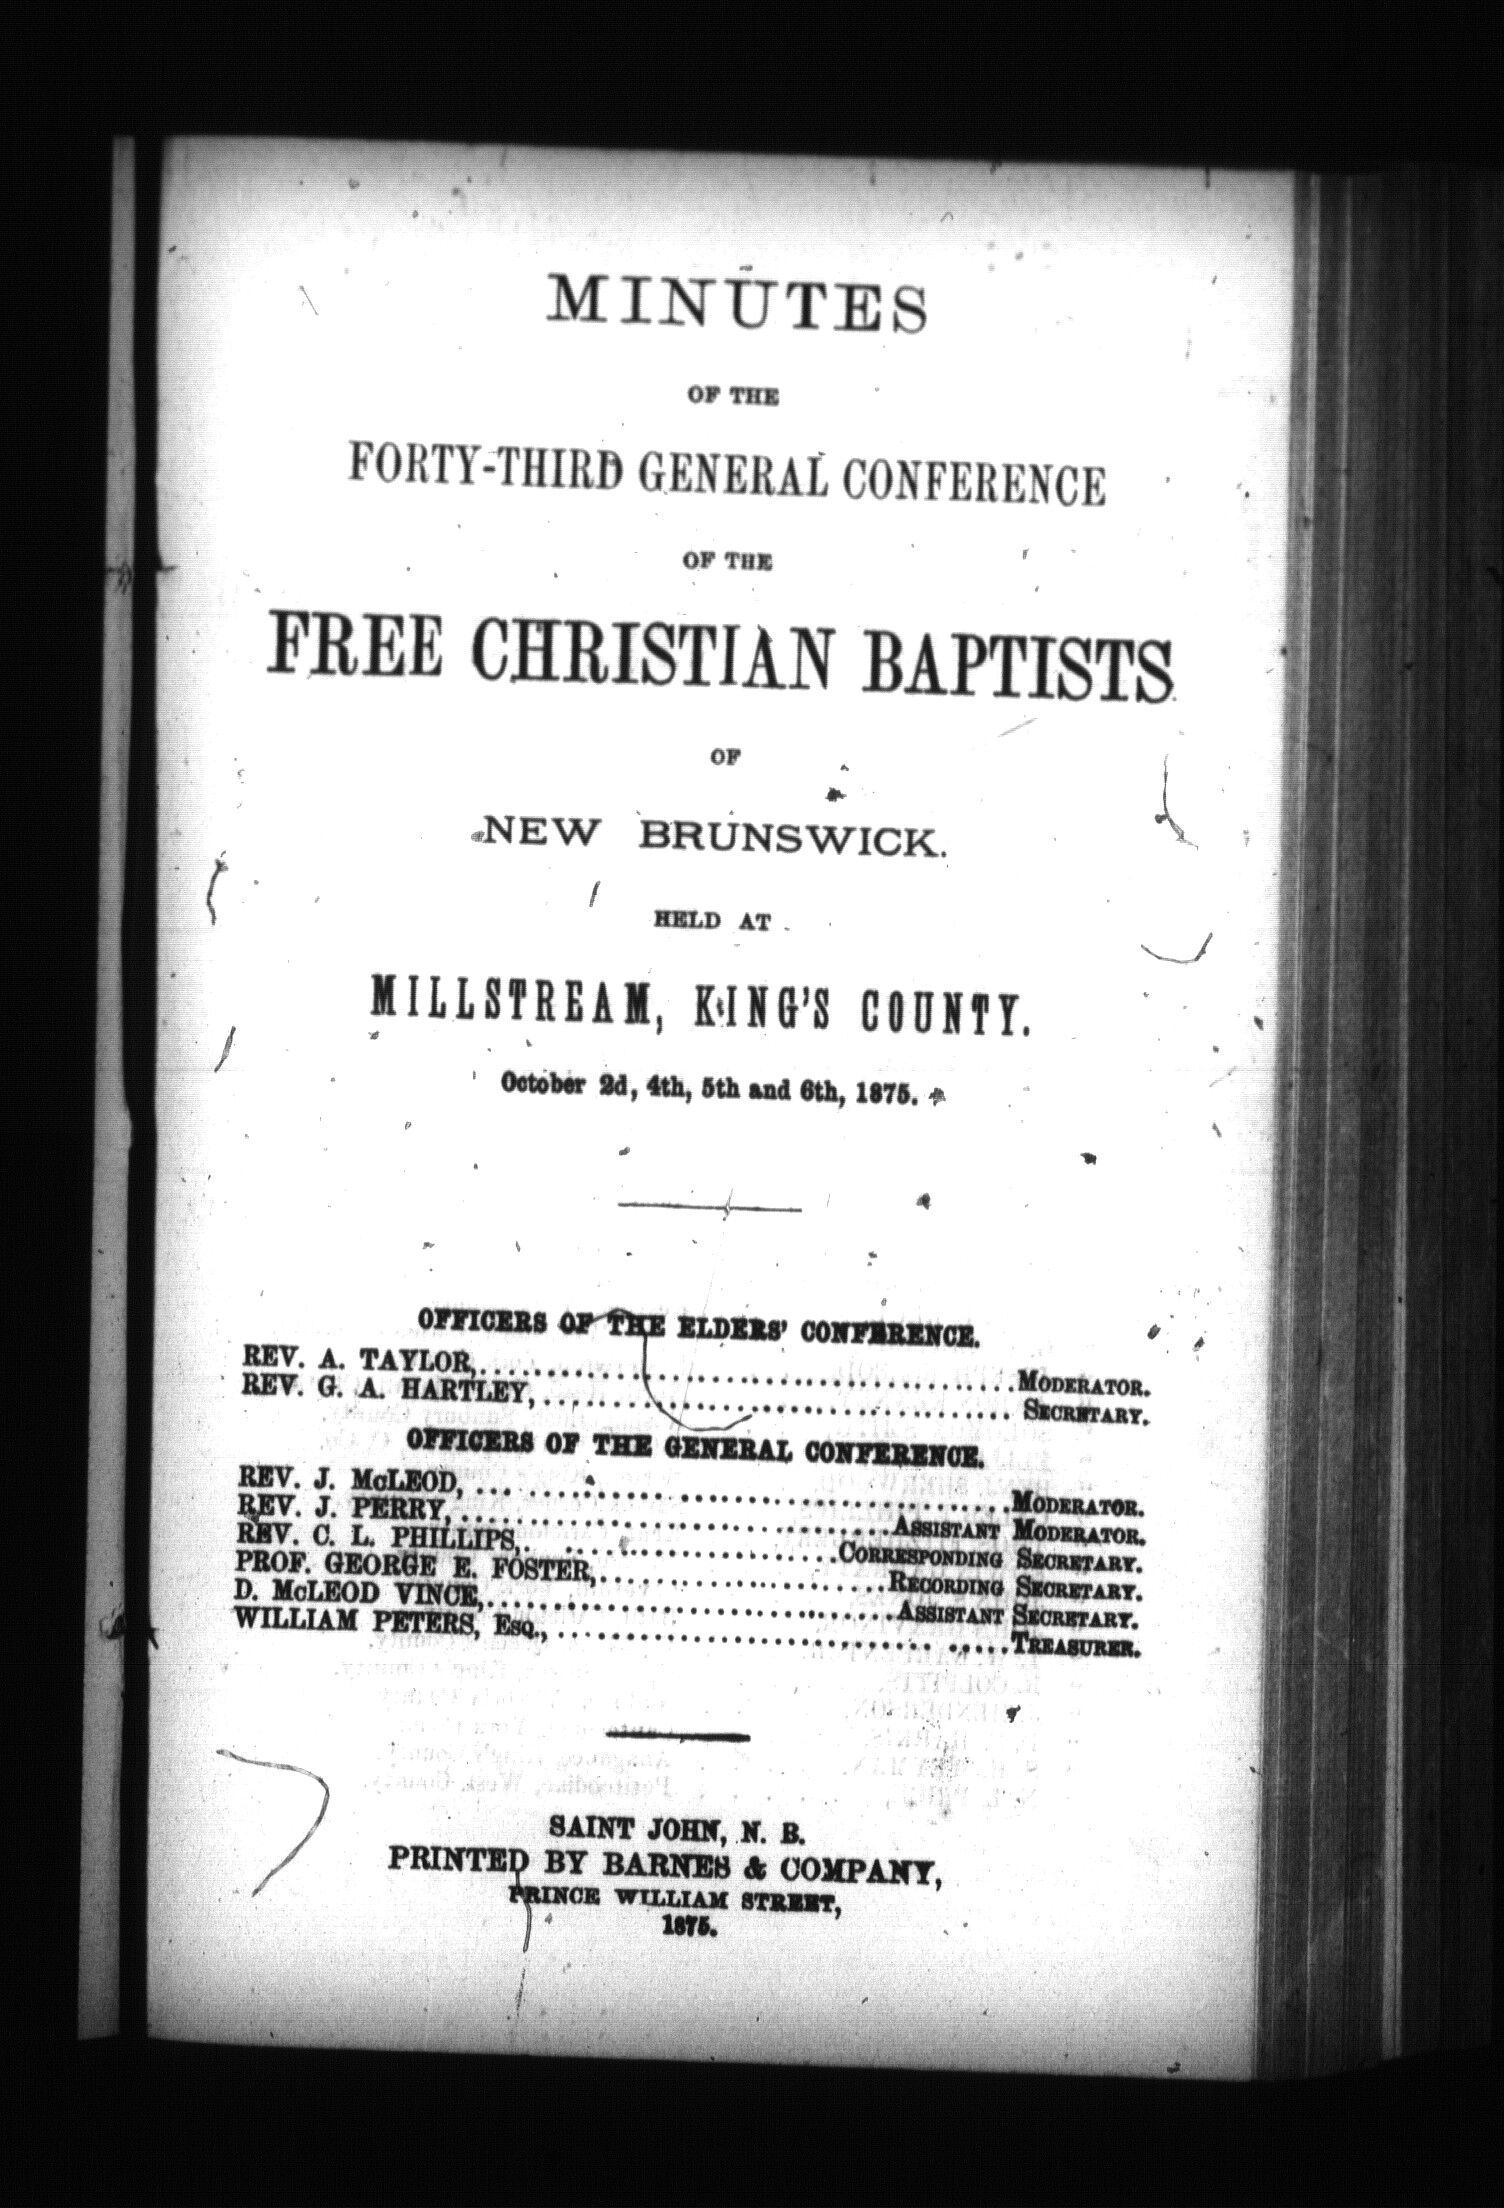 MINUTES
OF THE
FORTY-THIRD GENERAL CONFERENCE
OF THE
FREE CHRISTIAN BAPTISTS
OF
NEW BRUNSWICK.
HELD AT
MILLSTREAM, KING'S COUNTY.
October 2d, 4th, 5th and 6th, 1875.
OFFICERS OF THE ELDERS' CONFERENCE.
REV. A. TAYLOR, MODERATOR.
REV. G. A. HARTLEY, SECRETARY.
OFFICERS OF THE GENERAL CONFERENCE.
REV. J. McLEOD, MODERATOR.
REV. J. PERRY, ASSISTANT MODERATOR.
REV. C. L. PHILLIPS, CORRESPONDING SECRETARY.
PROF. GEORGE E. FOSTER, RECORDING SECRETARY.
D. McLEOD VINCE, ASSISTANT SECRETARY.
WILLIAM PETERS, Esq., TREASURER.
SAINT JOHN, N. B.
PRINTED BY BARNES & COMPANY,
PRINCE WILLIAM STREET,
1875.